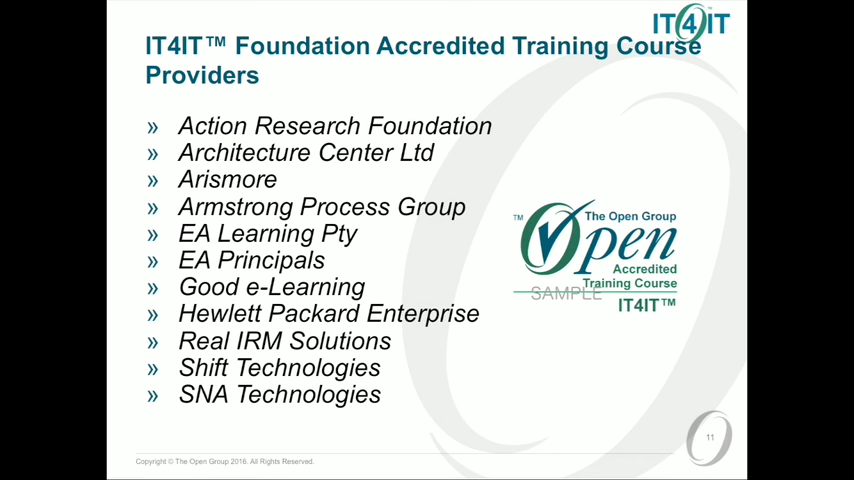 IT4IT
IT4IT™ Foundation Accredited Training Course
Providers
» Action Research Foundation
» Architecture Center Ltd
» Arismore
» Armstrong Process Group
» EA Learning Pty
» EA Principals
» Good e-Learning
» Hewlett Packard Enterprise
» Real IRM Solutions
» Shift Technologies
» SNA Technologies
™ The Open Group
Open
Accredited
Training Course
SAMPLE
IT4IT™
11
Copyright © The Open Group 2016. All Rights Reserved.